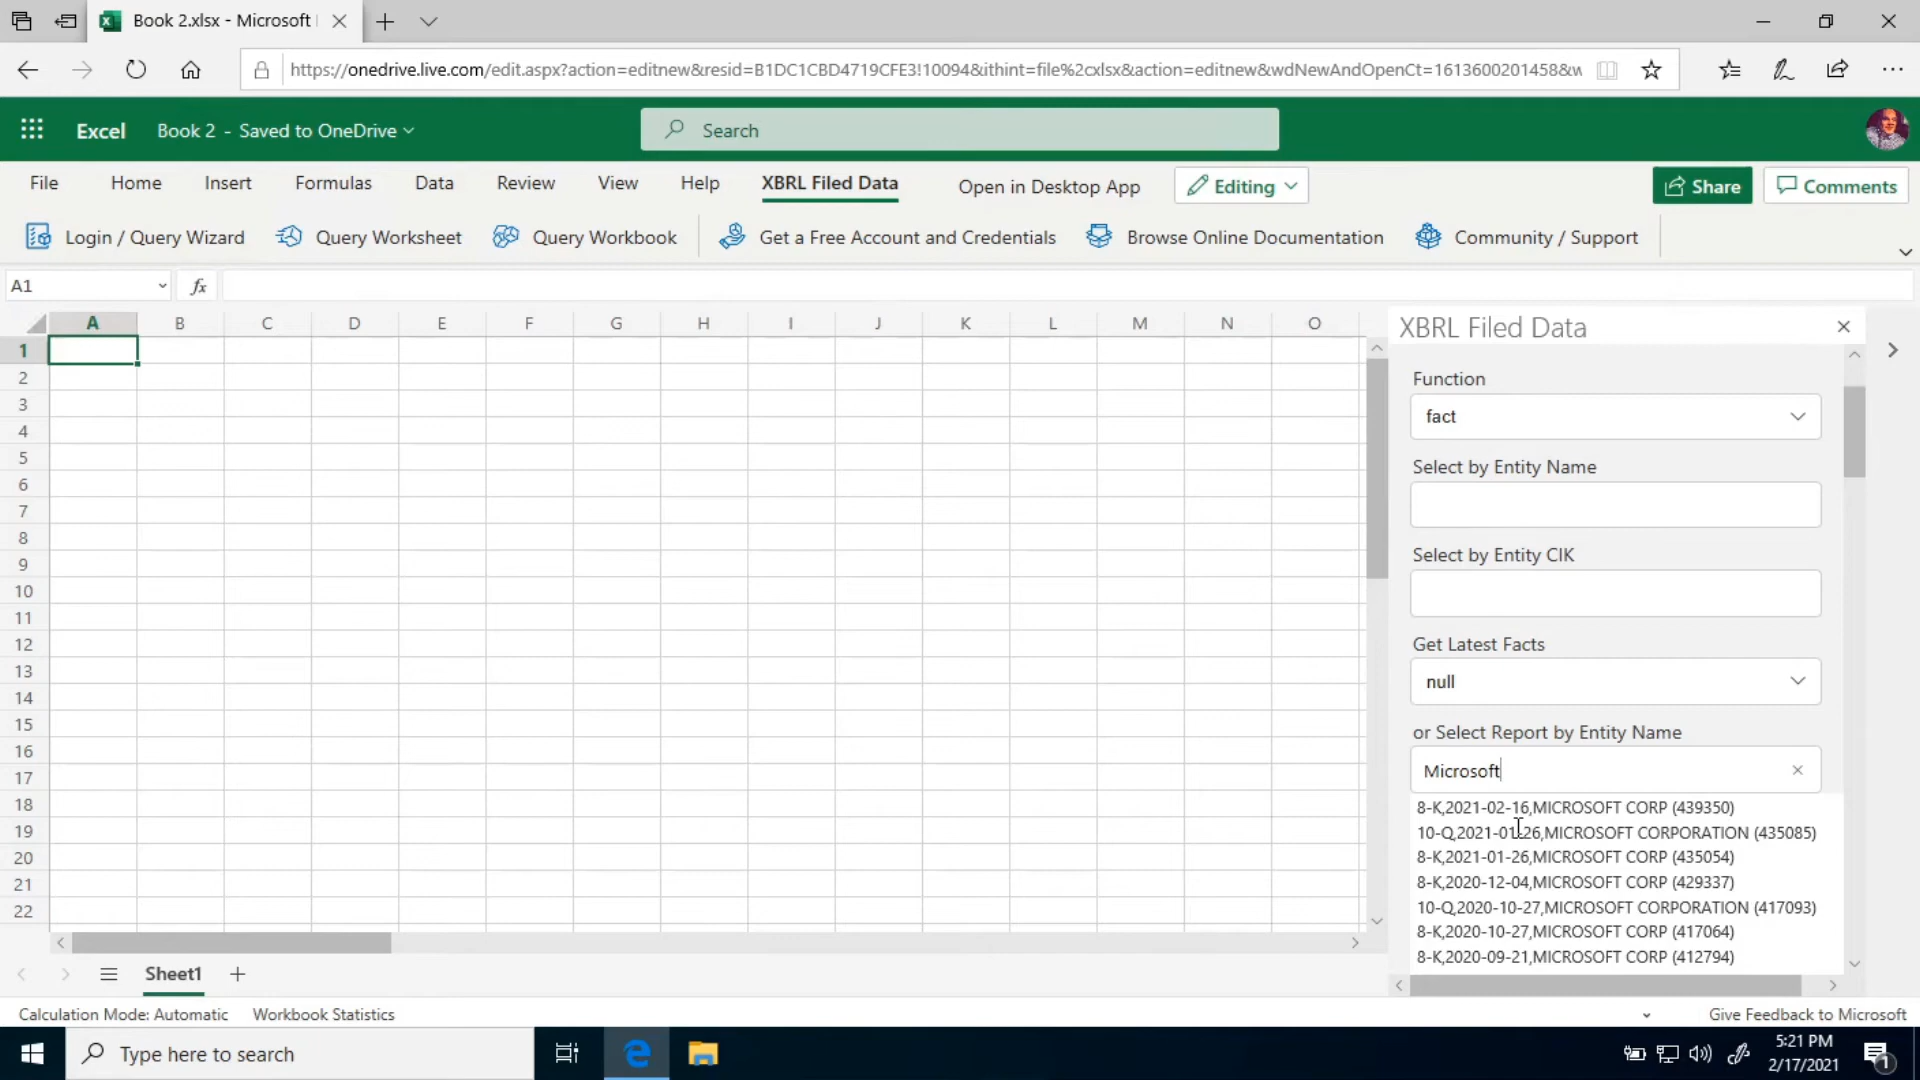 Book 2.xlsx - Microsoft
https://onedrive.live.com/edit.aspx?action=editnew&resid=B1DC1CBD4719CFE3!10094&ithint=file%2cxlsx&action=editnew&wdNewAndOpenCt=1613600201458&w
Excel Book 2 - Saved to OneDrive Search
File Home Insert Formulas Data Review View Help XBRL Filed Data Open in Desktop App Editing Share Comments
Login / Query Wizard Query Worksheet Query Workbook Get a Free Account and Credentials Browse Online Documentation Community / Support
A1 fx
A B C D E F G H I J K L M N O
1
2
3
4
5
6
7
8
9
10
11
12
13
14
15
16
17
18
19
20
21
22
XBRL Filed Data
Function
fact
Select by Entity Name
Select by Entity CIK
Get Latest Facts
null
or Select Report by Entity Name
Microsoft
8-K,2021-02-16,MICROSOFT CORP (439350)
10-Q,2021-01-26,MICROSOFT CORPORATION (435085)
8-K,2021-01-26,MICROSOFT CORP (435054)
8-K,2020-12-04,MICROSOFT CORP (429337)
10-Q,2020-10-27,MICROSOFT CORPORATION (417093)
8-K,2020-10-27,MICROSOFT CORP (417064)
8-K,2020-09-21,MICROSOFT CORP (412794)
Sheet1
Calculation Mode: Automatic Workbook Statistics Give Feedback to Microsoft
Type here to search
5:21 PM
2/17/2021
1